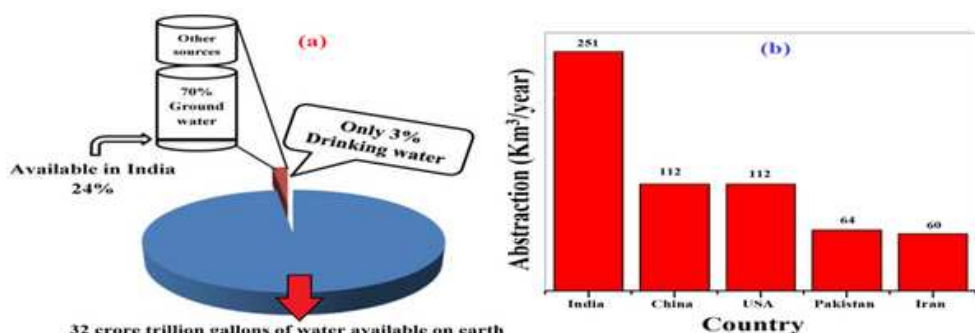 (a)
Other
sources
70%
Ground
water
Only 3%
Drinking water
Available in India
24%
32 crore trillion gallons of water available on earth
(b)
Abstraction (Km³/year)
251
112
112
64
60
India
China
USA
Pakistan
Iran
Country